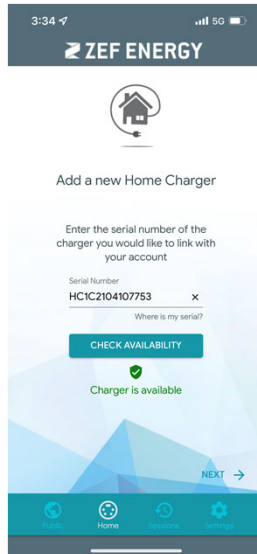 3:34
5G
ZEF ENERGY
Add a new Home Charger
Enter the serial number of the
charger you would like to link with
your account
Serial Number
HC1C2104107753
Where is my serial?
CHECK AVAILABILITY
Charger is available
NEXT
Public
Home
Sessions
Settings